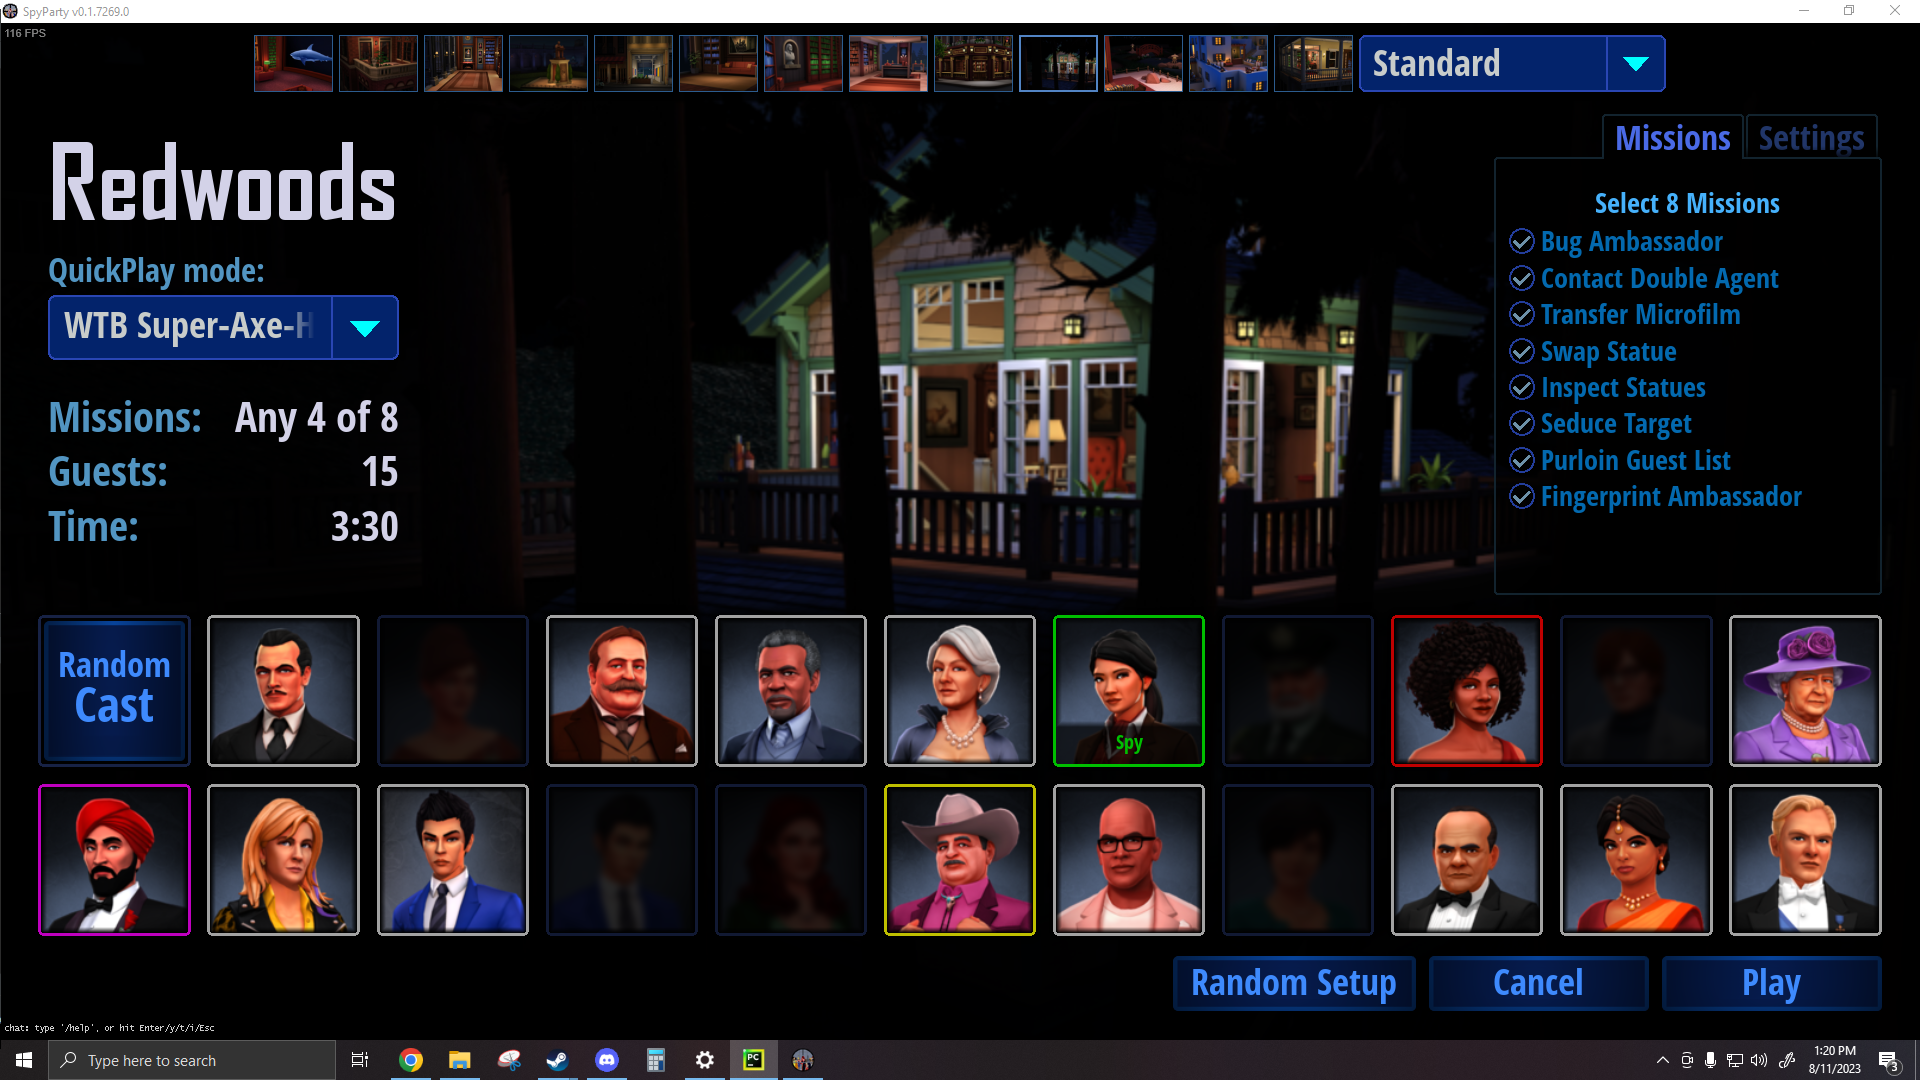 SpyParty v0.1.7269.0
116 FPS
Standard
Redwoods
QuickPlay mode:
WTB Super-Axe-H
Missions: Any 4 of 8
Guests: 15
Time: 3:30
Missions Settings
Select 8 Missions
Bug Ambassador
Contact Double Agent
Transfer Microfilm
Swap Statue
Inspect Statues
Seduce Target
Purloin Guest List
Fingerprint Ambassador
Random
Cast
Spy
Random Setup Cancel Play
chat: type '/help', or hit Enter/y/t/i/Esc
Type here to search
PC
1:20 PM
8/11/2023
3